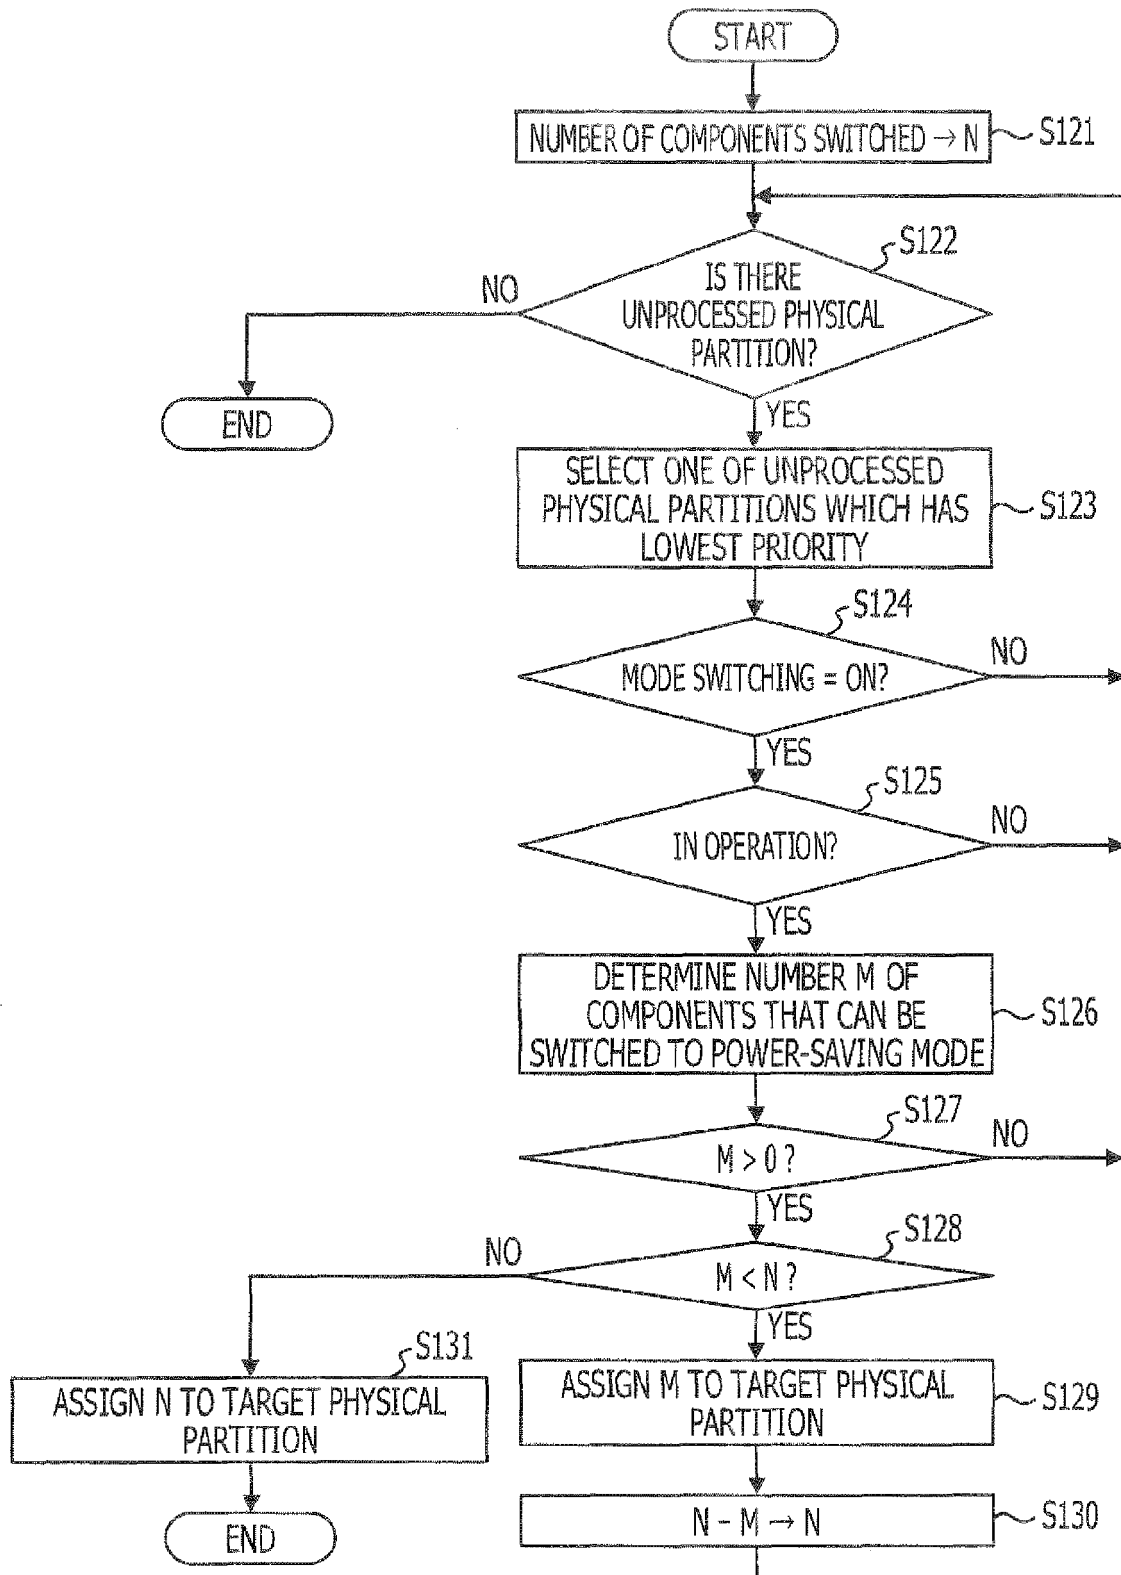 START
NUMBER OF COMPONENTS SWITCHED → N
S121
S122
IS THERE
UNPROCESSED PHYSICAL
PARTITION?
NO
END
YES
SELECT ONE OF UNPROCESSED
PHYSICAL PARTITIONS WHICH HAS
LOWEST PRIORITY
S123
S124
MODE SWITCHING = ON?
NO
YES
S125
IN OPERATION?
NO
YES
DETERMINE NUMBER M OF
COMPONENTS THAT CAN BE
SWITCHED TO POWER-SAVING MODE
S126
S127
M > 0 ?
NO
YES
S128
M < N ?
NO
YES
S131
ASSIGN N TO TARGET PHYSICAL
PARTITION
END
ASSIGN M TO TARGET PHYSICAL
PARTITION
S129
N - M → N
S130